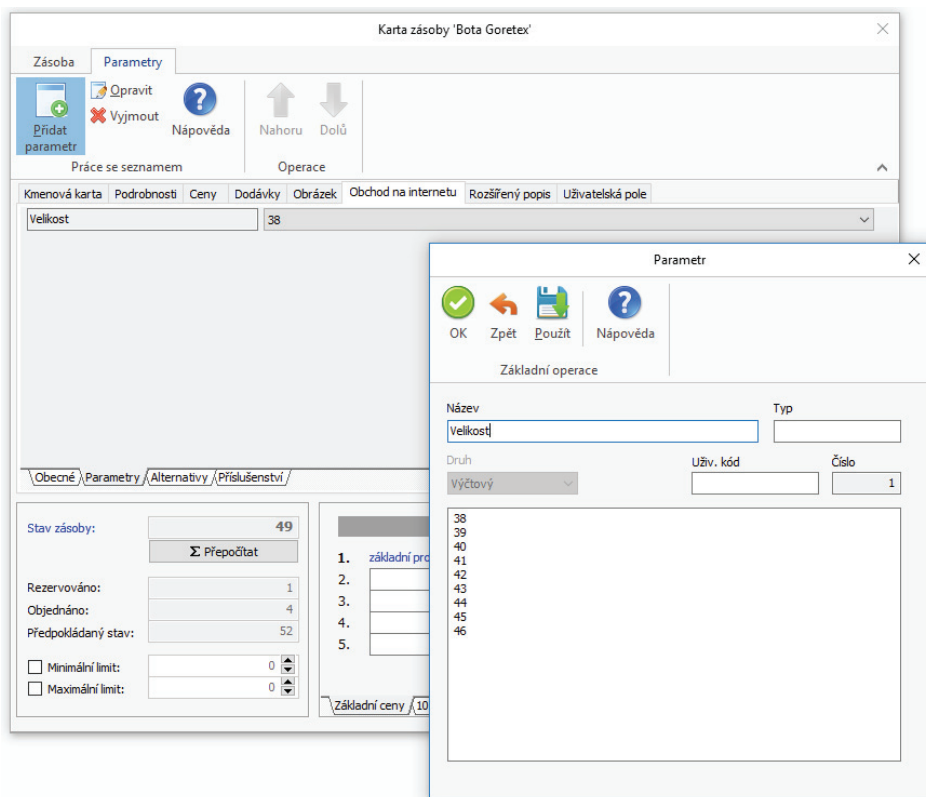 Karta zásoby 'Bota Goretex'
Zásoba Parametry
Přidat parametr
Opravit
Vyjmout
Nápověda
Nahoru
Dolů
Práce se seznamem
Operace
Kmenová karta Podrobnosti Ceny Dodávky Obrázek Obchod na internetu Rozšířený popis Uživatelská pole
Velikost 38
Obecné Parametry Alternativy Příslušenství
Stav zásoby: 49
Σ Přepočítat
Rezervováno: 1
Objednáno: 4
Předpokládaný stav: 52
Minimální limit: 0
Maximální limit: 0
1. základní pro
2.
3.
4.
5.
Základní ceny 10
Parametr
OK Zpět Použít Nápověda
Základní operace
Název Typ
Velikost
Druh Uživ. kód Číslo
Výčtový 1
38
39
40
41
42
43
44
45
46